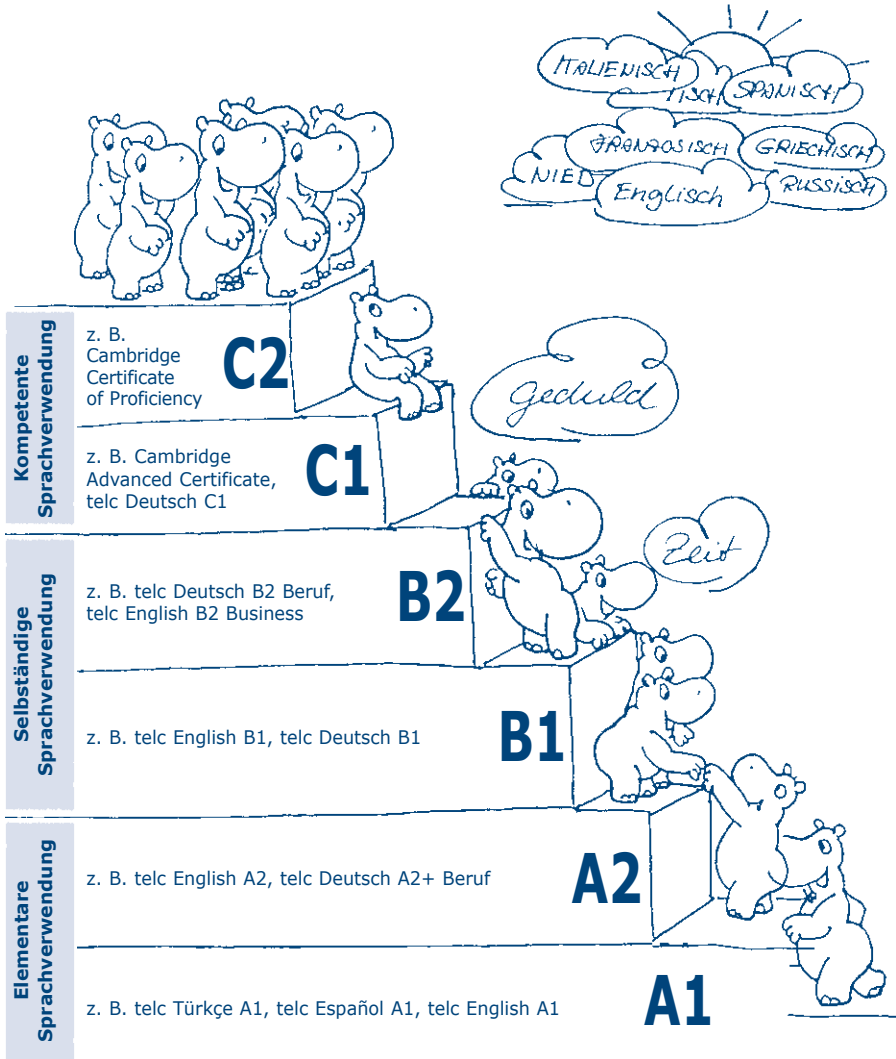 ITALIENISCH
TISCH SPANISCH
FRANZÖSISCH GRIECHISCH
NIED RUSSISCH
Englisch
Kompetente
Sprachverwendung
z. B.
Cambridge
Certificate
of Proficiency
C2
Geduld
z. B. Cambridge
Advanced Certificate,
telc Deutsch C1
C1
Zeit
Selbständige
Sprachverwendung
z. B. telc Deutsch B2 Beruf,
telc English B2 Business
B2
z. B. telc English B1, telc Deutsch B1
B1
Elementare
Sprachverwendung
z. B. telc English A2, telc Deutsch A2+ Beruf
A2
z. B. telc Türkçe A1, telc Español A1, telc English A1
A1